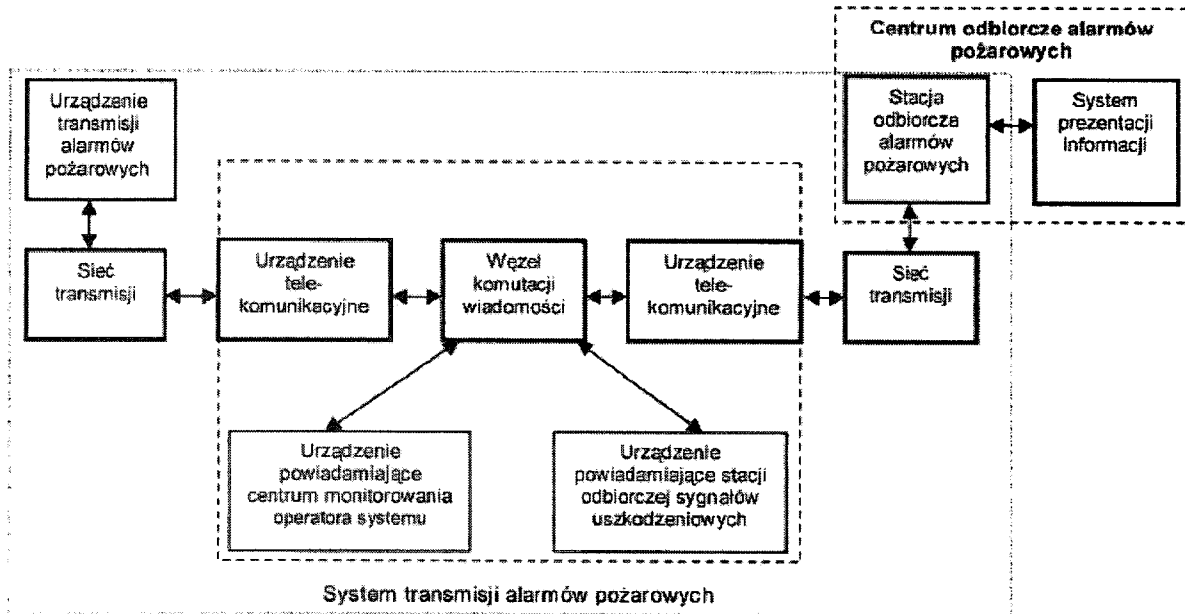 Centrum odbiorcze alarmów
pożarowych
Urządzenie
transmisji
alarmów
pożarowych
Stacja
odbiorcza
alarmów
pożarowych
System
prezentacji
informacji
Sieć
transmisji
Urządzenie
tele-
komunikacyjne
Węzeł
komutacji
wiadomości
Urządzenie
tele-
komunikacyjne
Sieć
transmisji
Urządzenie
powiadamiające
centrum monitorowania
operatora systemu
Urządzenie
powiadamiające stacji
odbiorczej sygnałów
uszkodzeniowych
System transmisji alarmów pożarowych